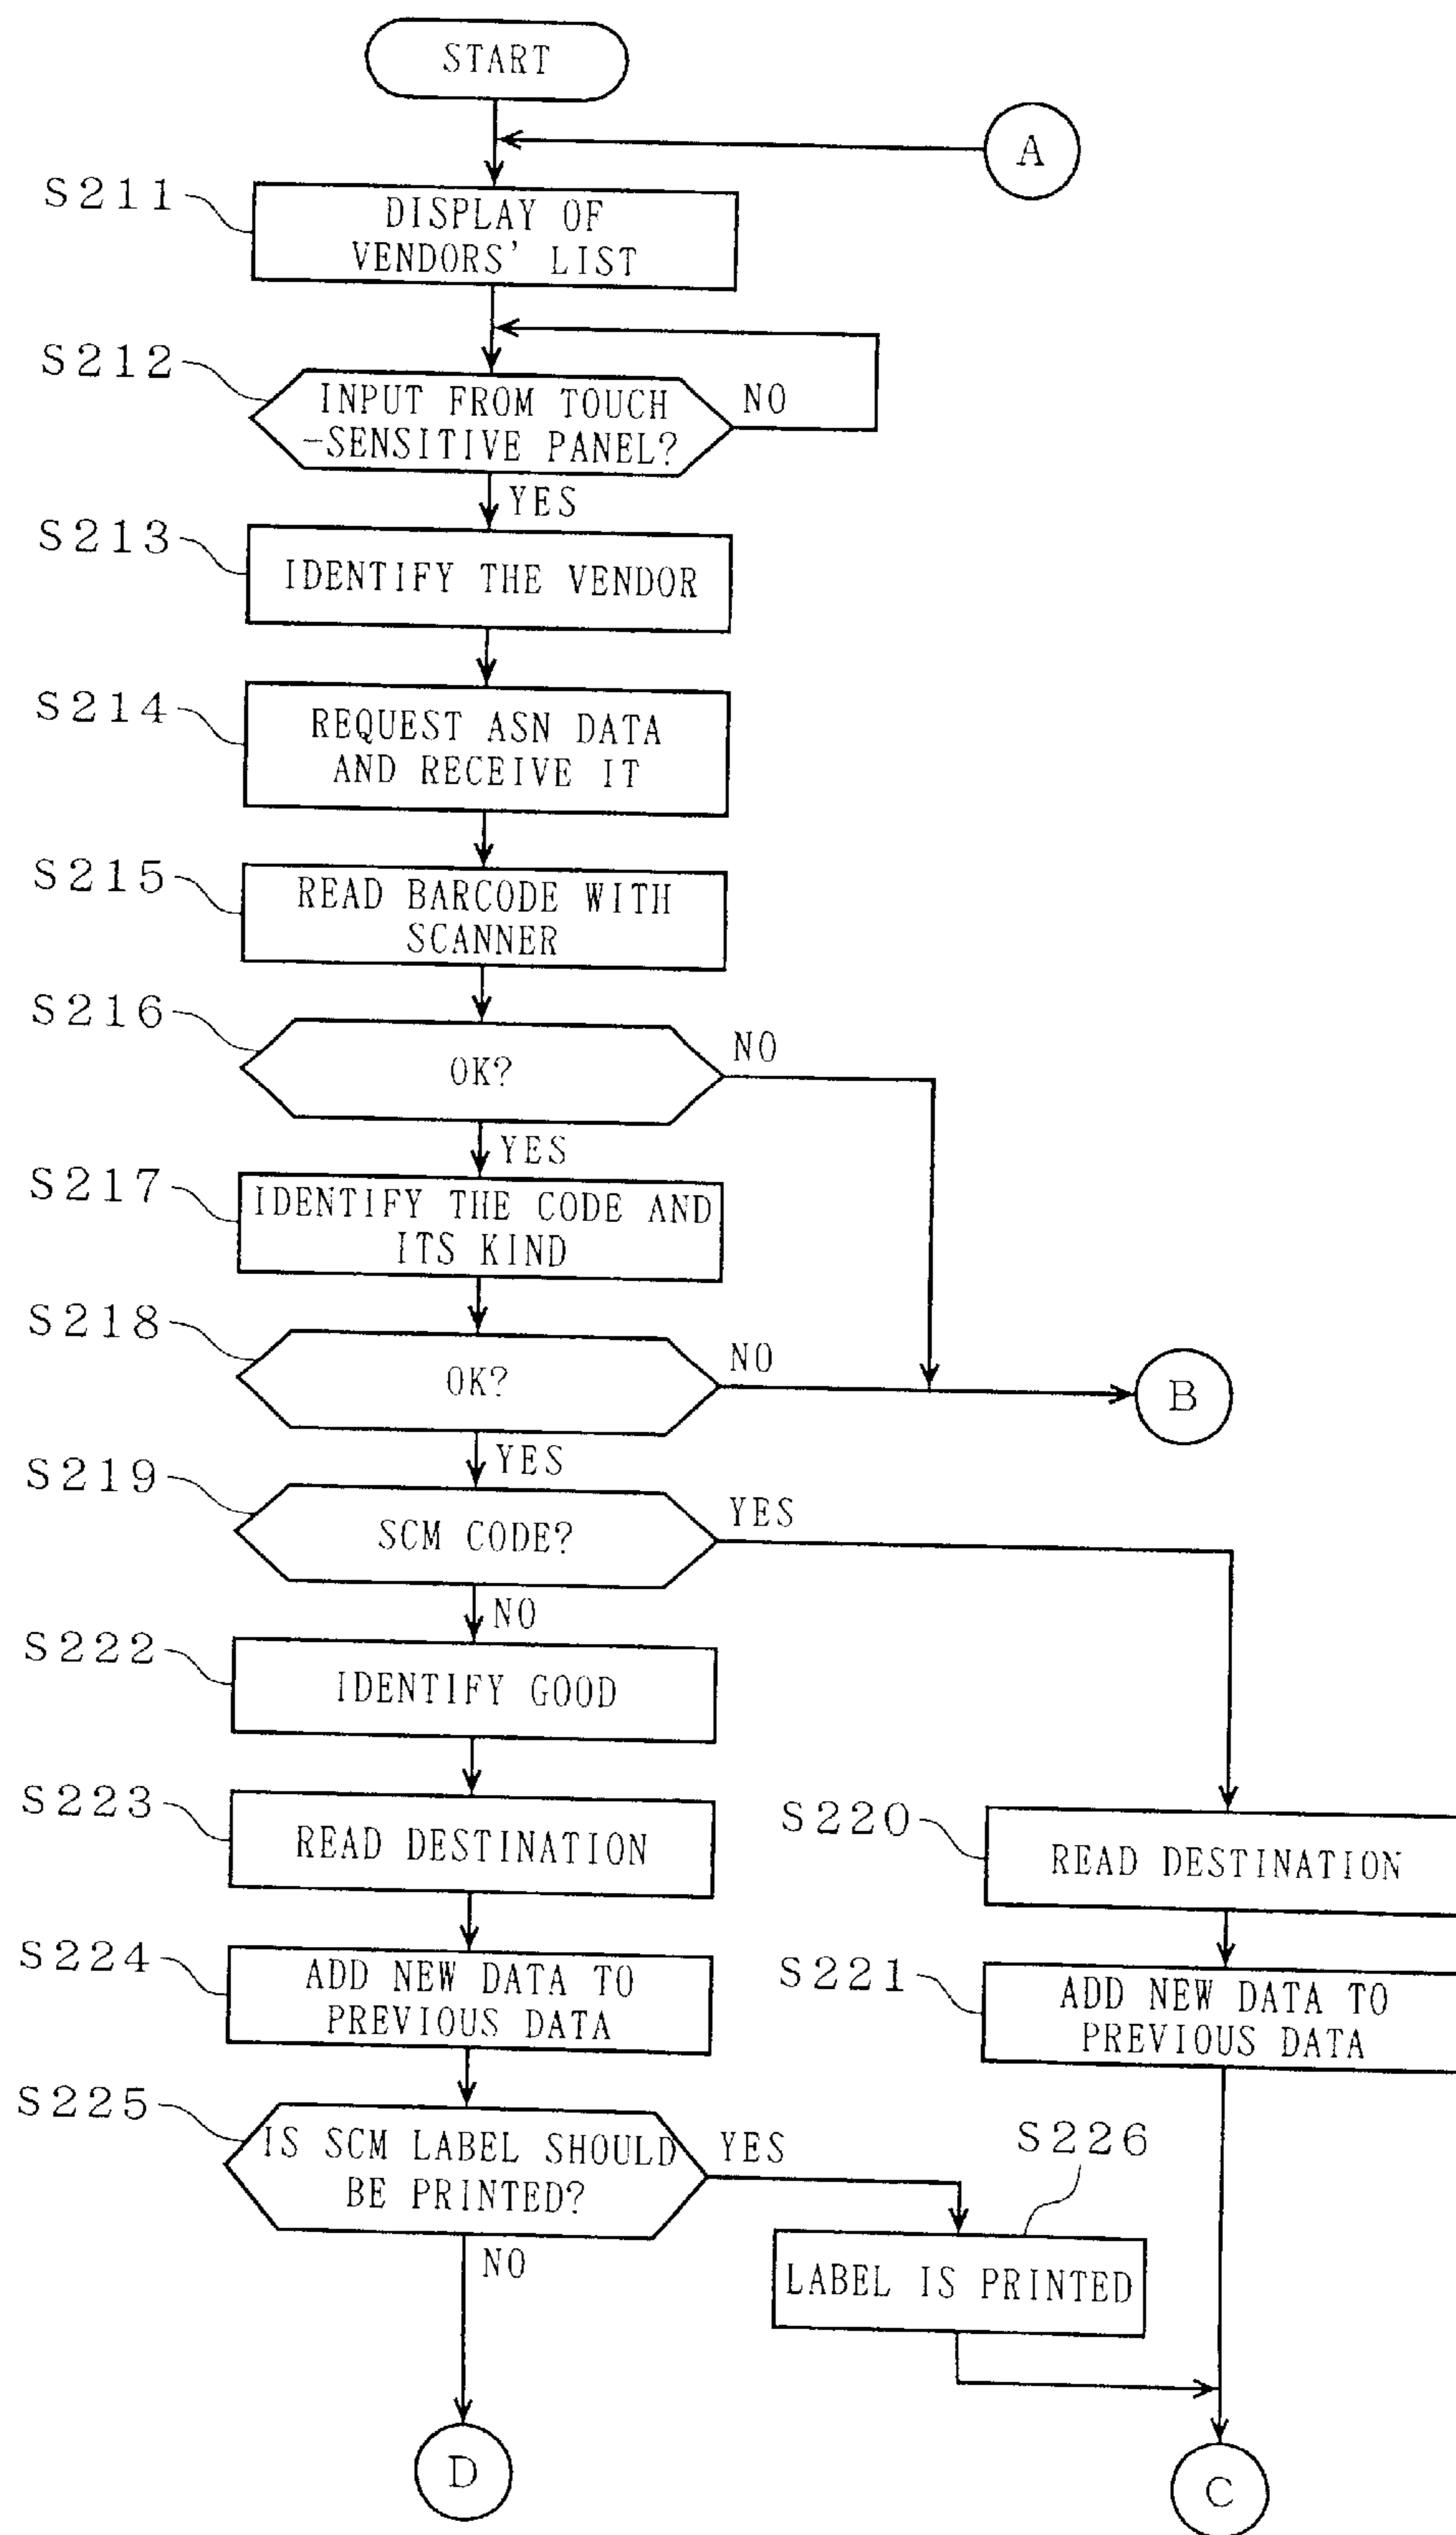 START
A
S211
DISPLAY OF
VENDORS' LIST
S212
INPUT FROM TOUCH
-SENSITIVE PANEL?
NO
YES
S213
IDENTIFY THE VENDOR
S214
REQUEST ASN DATA
AND RECEIVE IT
S215
READ BARCODE WITH
SCANNER
S216
OK?
NO
YES
S217
IDENTIFY THE CODE AND
ITS KIND
S218
OK?
NO
B
YES
S219
SCM CODE?
YES
NO
S222
IDENTIFY GOOD
S223
READ DESTINATION
S220
READ DESTINATION
S224
ADD NEW DATA TO
PREVIOUS DATA
S221
ADD NEW DATA TO
PREVIOUS DATA
S225
IS SCM LABEL SHOULD
BE PRINTED?
YES
S226
NO
LABEL IS PRINTED
D
C